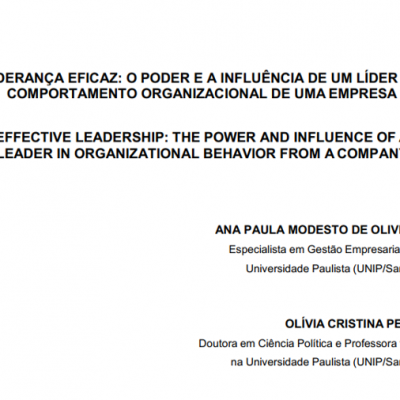 DERANÇA EFICAZ: O PODER E A INFLUÊNCIA DE UM LÍDER
COMPORTAMENTO ORGANIZACIONAL DE UMA EMPRESA
EFFECTIVE LEADERSHIP: THE POWER AND INFLUENCE OF
LEADER IN ORGANIZATIONAL BEHAVIOR FROM A COMPAN
ANA PAULA MODESTO DE OLIV
Especialista em Gestão Empresaria
Universidade Paulista (UNIP/Sa
OLÍVIA CRISTINA PE
Doutora em Ciência Política e Professora
na Universidade Paulista (UNIP/Sa